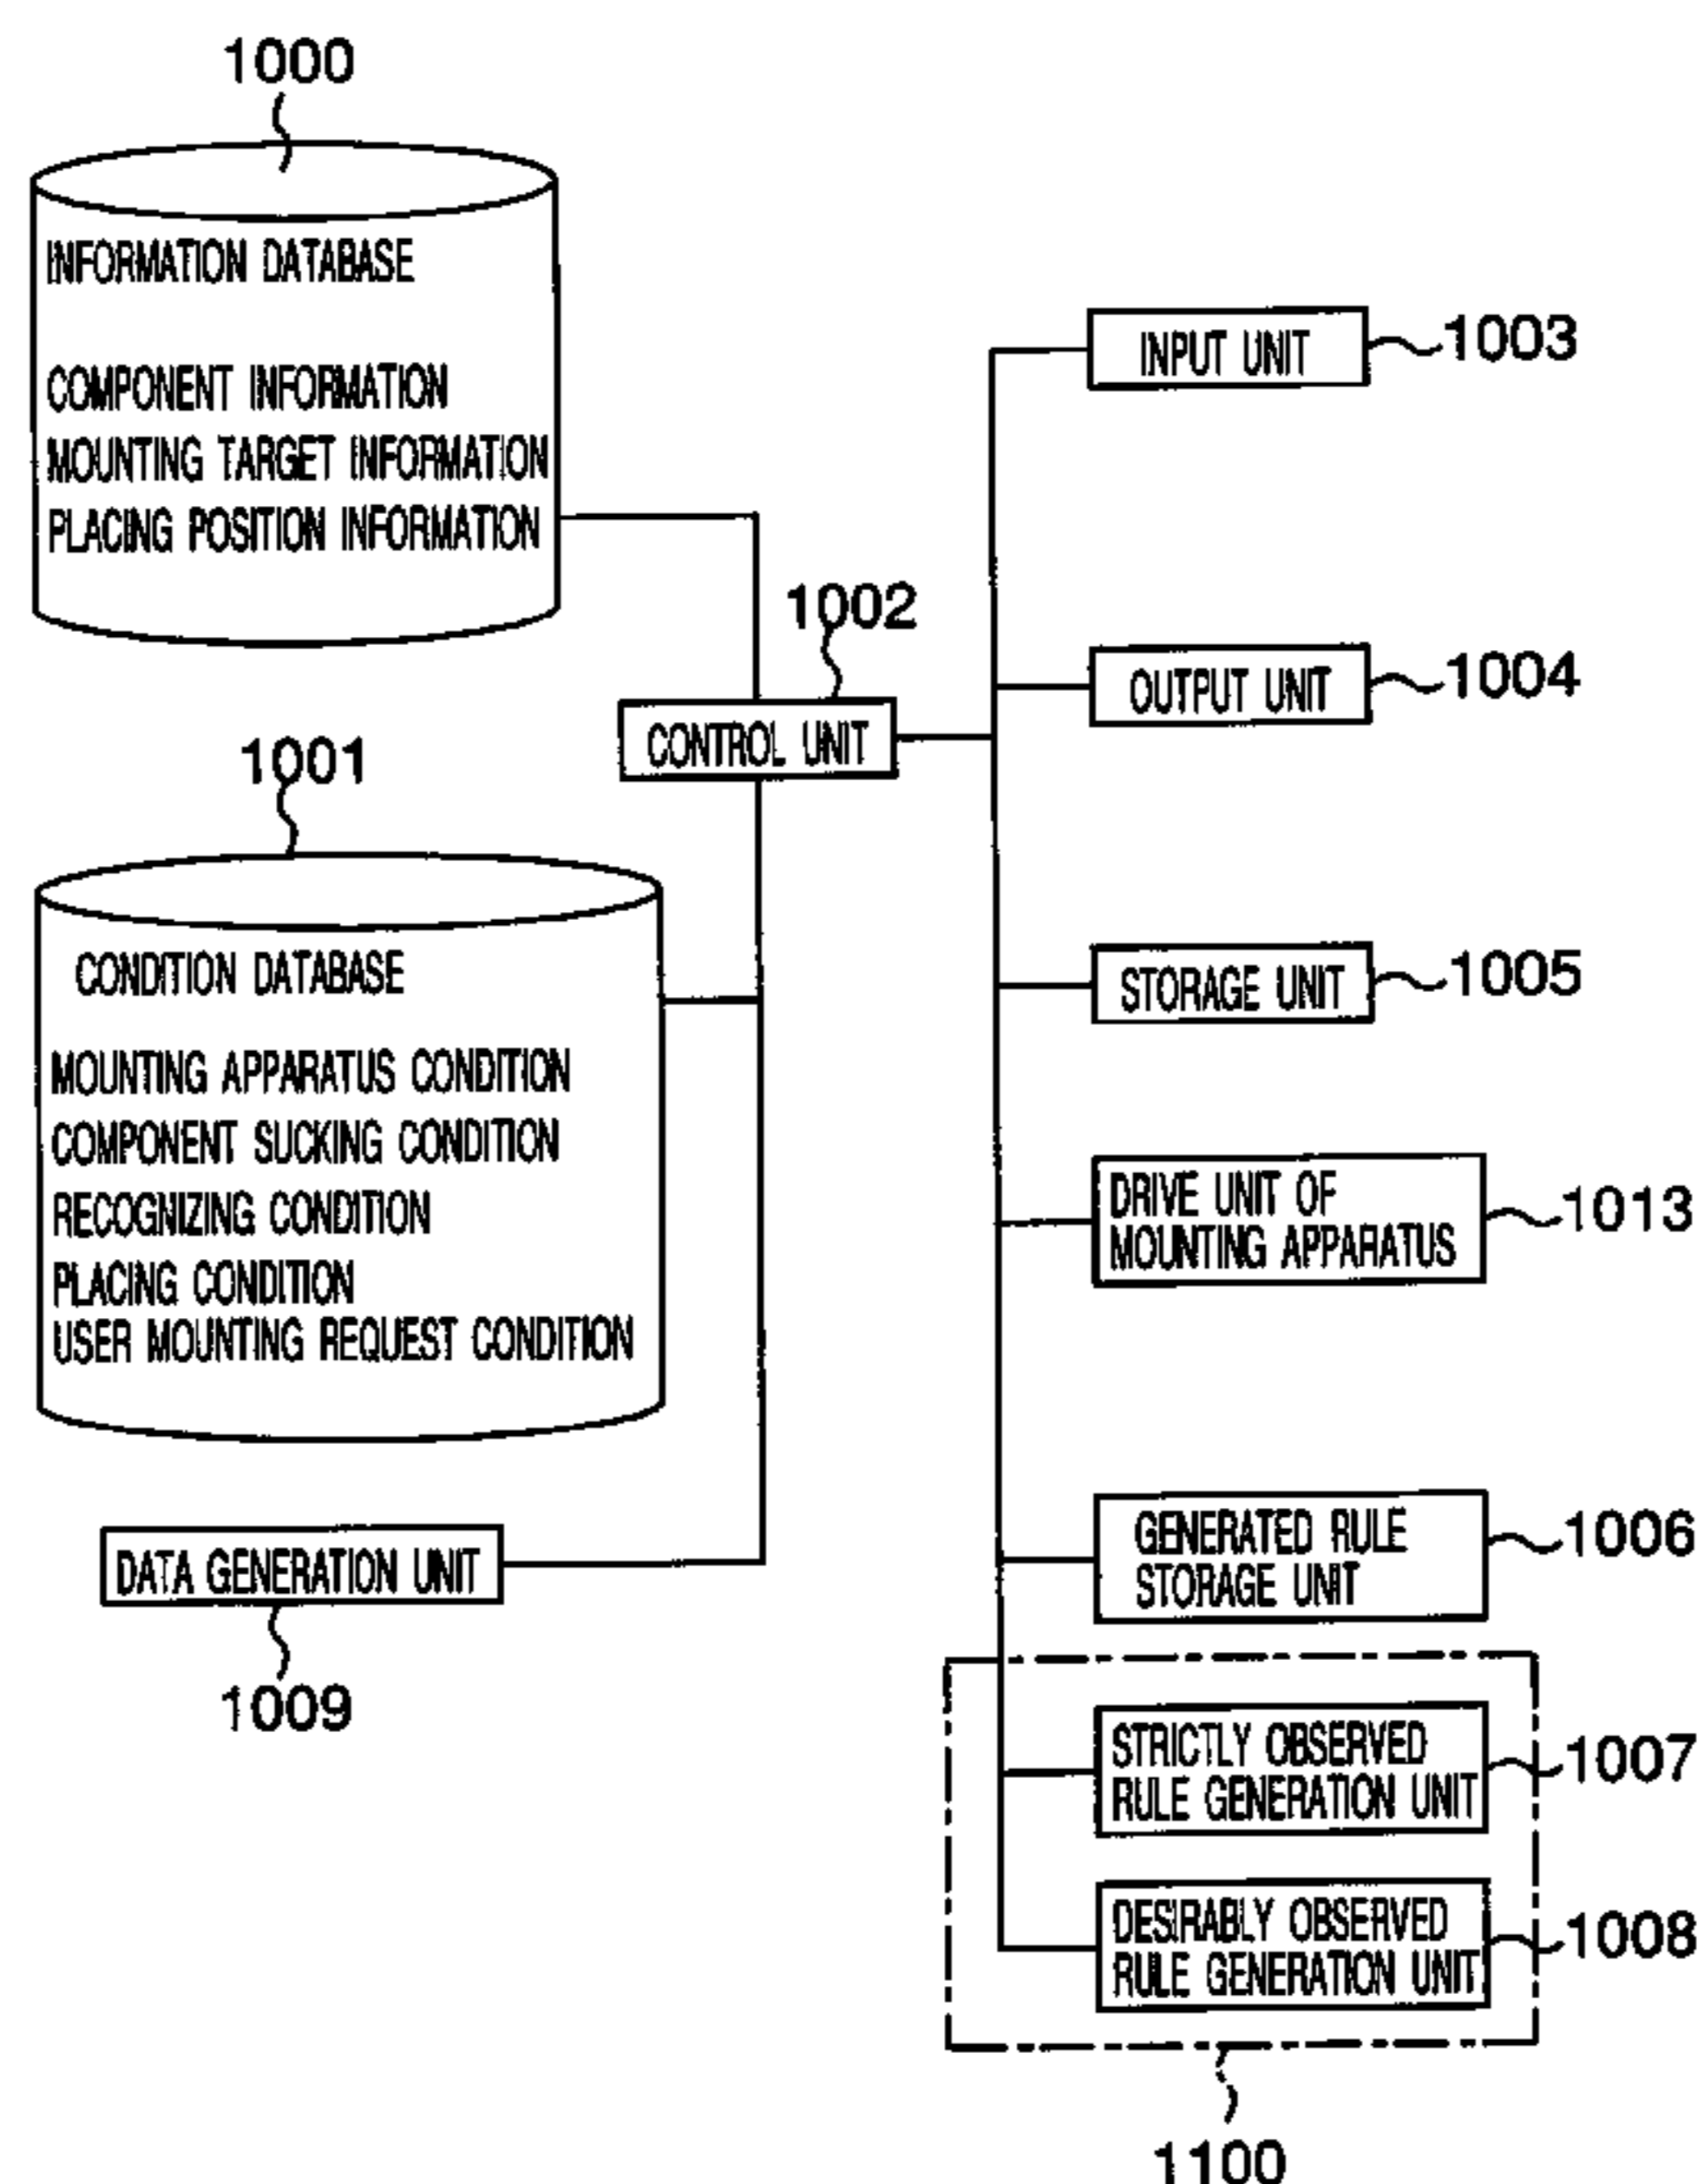 1000
INFORMATION DATABASE
COMPONENT INFORMATION
MOUNTING TARGET INFORMATION
PLACING POSITION INFORMATION
1001
CONDITION DATABASE
MOUNTING APPARATUS CONDITION
COMPONENT SUCKING CONDITION
RECOGNIZING CONDITION
PLACING CONDITION
USER MOUNTING REQUEST CONDITION
DATA GENERATION UNIT
1009
1002
CONTROL UNIT
INPUT UNIT
1003
OUTPUT UNIT
1004
STORAGE UNIT
1005
DRIVE UNIT OF
MOUNTING APPARATUS
1013
GENERATED RULE
STORAGE UNIT
1006
STRICTLY OBSERVED
RULE GENERATION UNIT
1007
DESIRABLY OBSERVED
RULE GENERATION UNIT
1008
1100